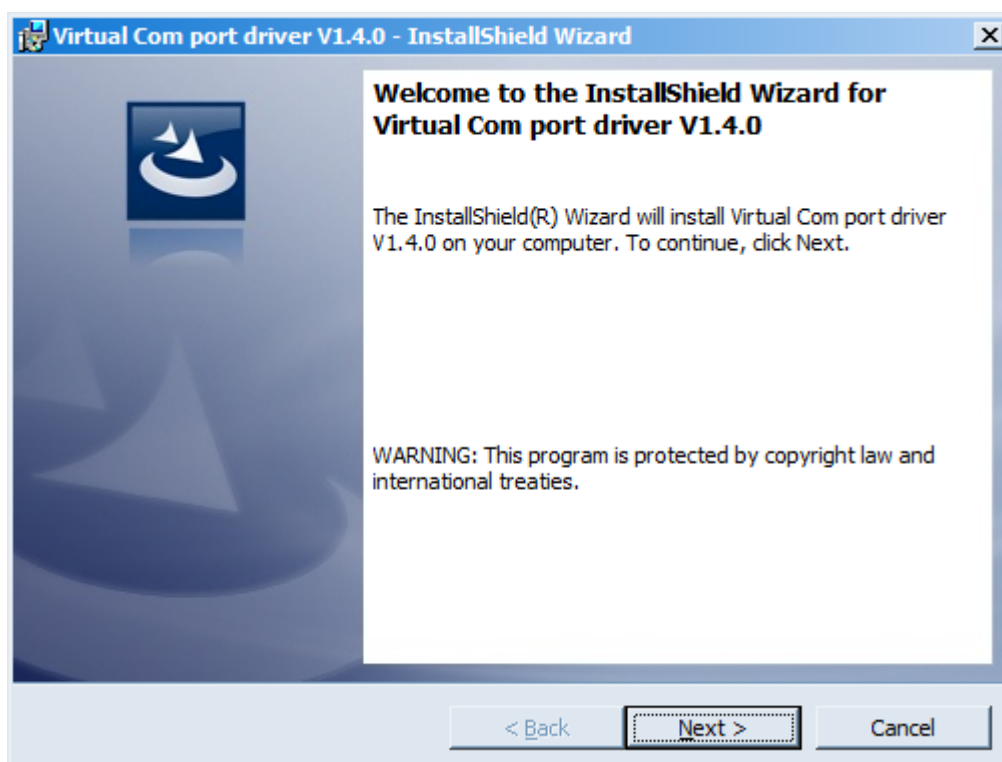 Virtual Com port driver V1.4.0 - InstallShield Wizard
Welcome to the InstallShield Wizard for
Virtual Com port driver V1.4.0
The InstallShield(R) Wizard will install Virtual Com port driver
V1.4.0 on your computer. To continue, click Next.
WARNING: This program is protected by copyright law and
international treaties.
< Back
Next >
Cancel